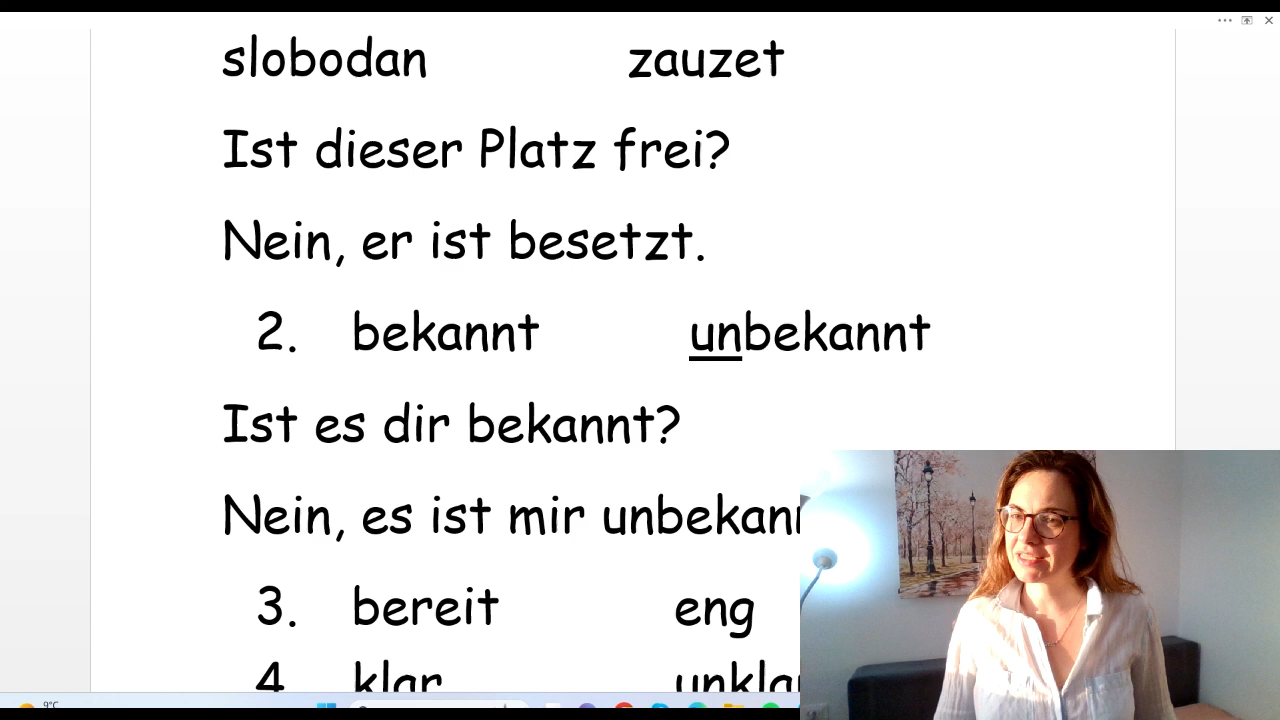 slobodan zauzet
Ist dieser Platz frei?
Nein, er ist besetzt.
2. bekannt unbekannt
Ist es dir bekannt?
Nein, es ist mir
3. bereit eng
4 klar
9°C